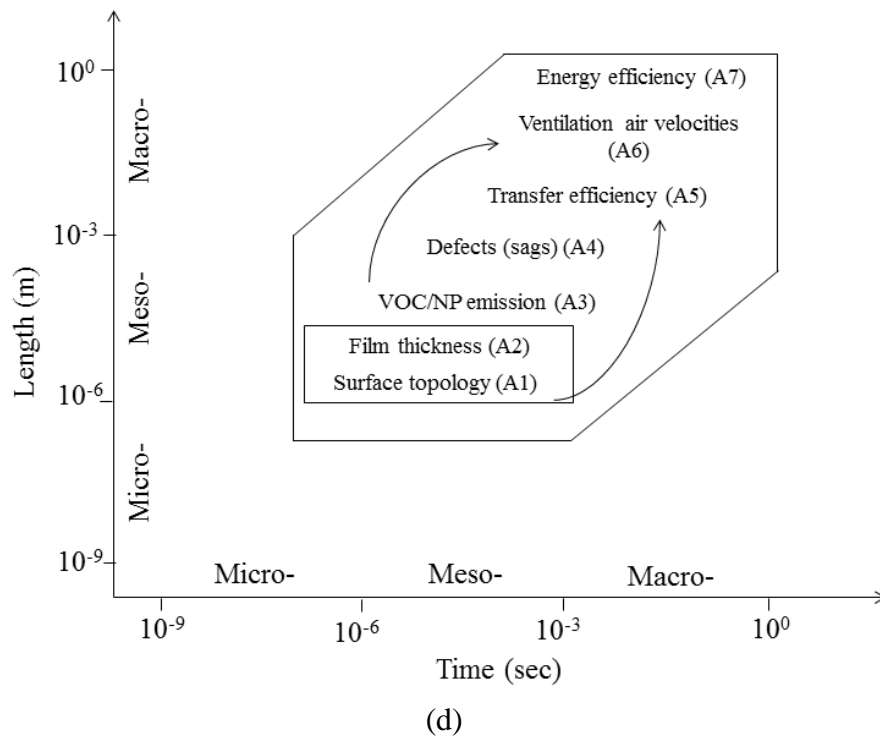 10⁰
Energy efficiency (A7)
Macro-
Ventilation air velocities
(A6)
Transfer efficiency (A5)
10⁻³
Defects (sags) (A4)
Length (m)
Meso-
VOC/NP emission (A3)
Film thickness (A2)
Surface topology (A1)
10⁻⁶
Micro-
10⁻⁹
Micro- Meso- Macro-
10⁻⁹ 10⁻⁶ 10⁻³ 10⁰
Time (sec)
(d)